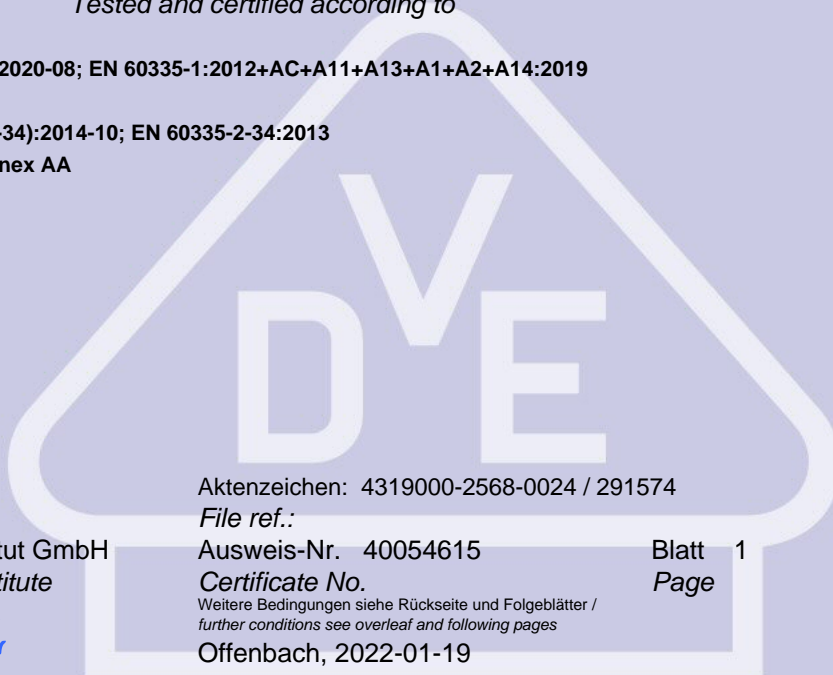 Tested and certified according to
2020-08; EN 60335-1:2012+AC+A11+A13+A1+A2+A14:2019
-34):2014-10; EN 60335-2-34:2013
nex AA
VDE
Aktenzeichen: 4319000-2568-0024 / 291574
File ref.:
tut GmbH Ausweis-Nr. 40054615 Blatt 1
titute Certificate No. Page
Weitere Bedingungen siehe Rückseite und Folgeblätter /
further conditions see overleaf and following pages
Offenbach, 2022-01-19